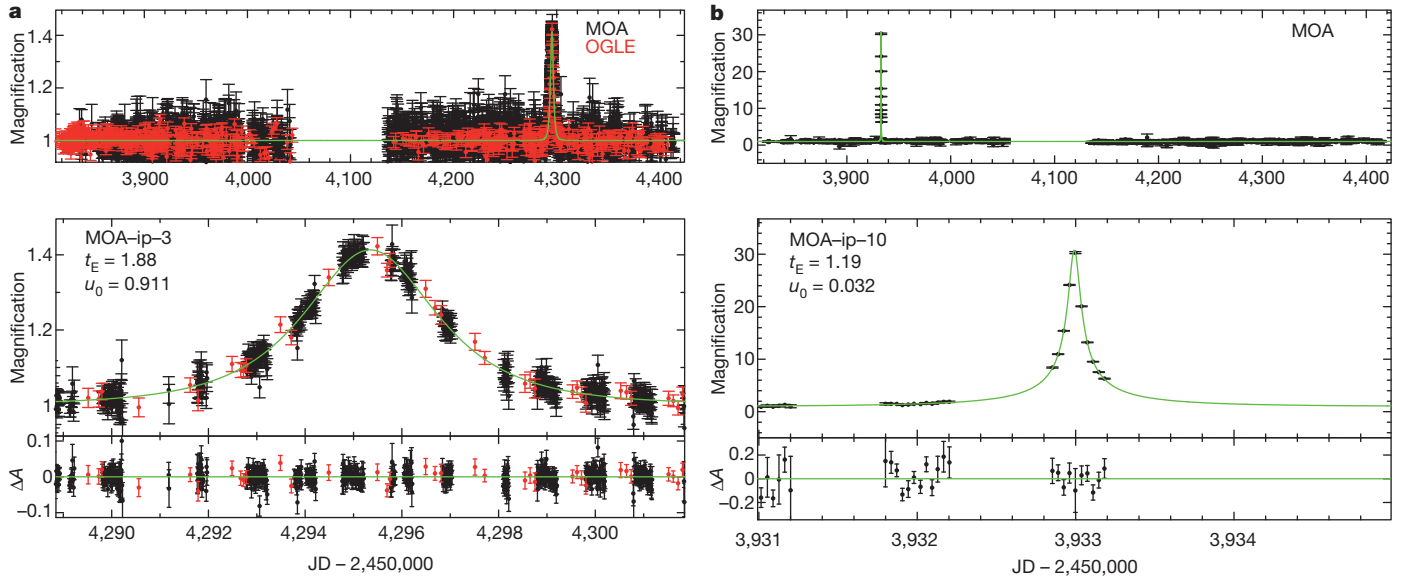 a
Magnification
1.4
1.2
1
MOA
OGLE
3,900 4,000 4,100 4,200 4,300 4,400
Magnification
1.4
1.2
1
MOA–ip–3
tE = 1.88
u0 = 0.911
ΔA
0.1
0
–0.1
4,290 4,292 4,294 4,296 4,298 4,300
JD – 2,450,000
b
Magnification
30
20
10
0
MOA
3,900 4,000 4,100 4,200 4,300 4,400
Magnification
30
20
10
0
MOA–ip–10
tE = 1.19
u0 = 0.032
ΔA
0.2
0
–0.2
3,931 3,932 3,933 3,934
JD – 2,450,000